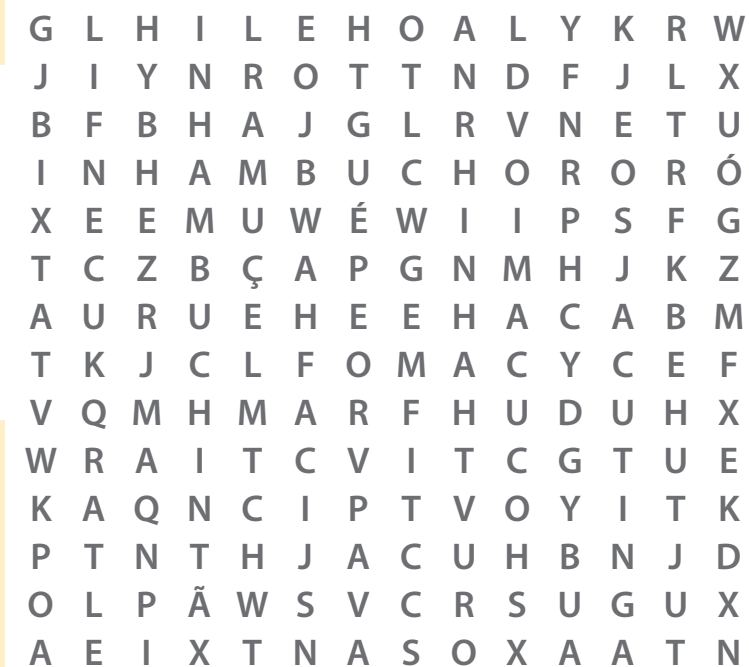 G L H I L E H O A L Y K R W
J I Y N R O T T N D F J L X
B F B H A J G L R V N E T U
I N H A M B U C H O R O R Ó
X E E M U W É W I I P S F G
T C Z B Ç A P G N M H J K Z
A U R U E H E E H A C A B M
T K J C L F O M A C Y C E F
V Q M H M A R F H U D U H X
W R A I T C V I T C G T U E
K A Q N C I P T V O Y I T K
P T N T H J A C U H B N J D
O L P Ã W S V C R S U G U X
A E I X T N A S O X A A T N